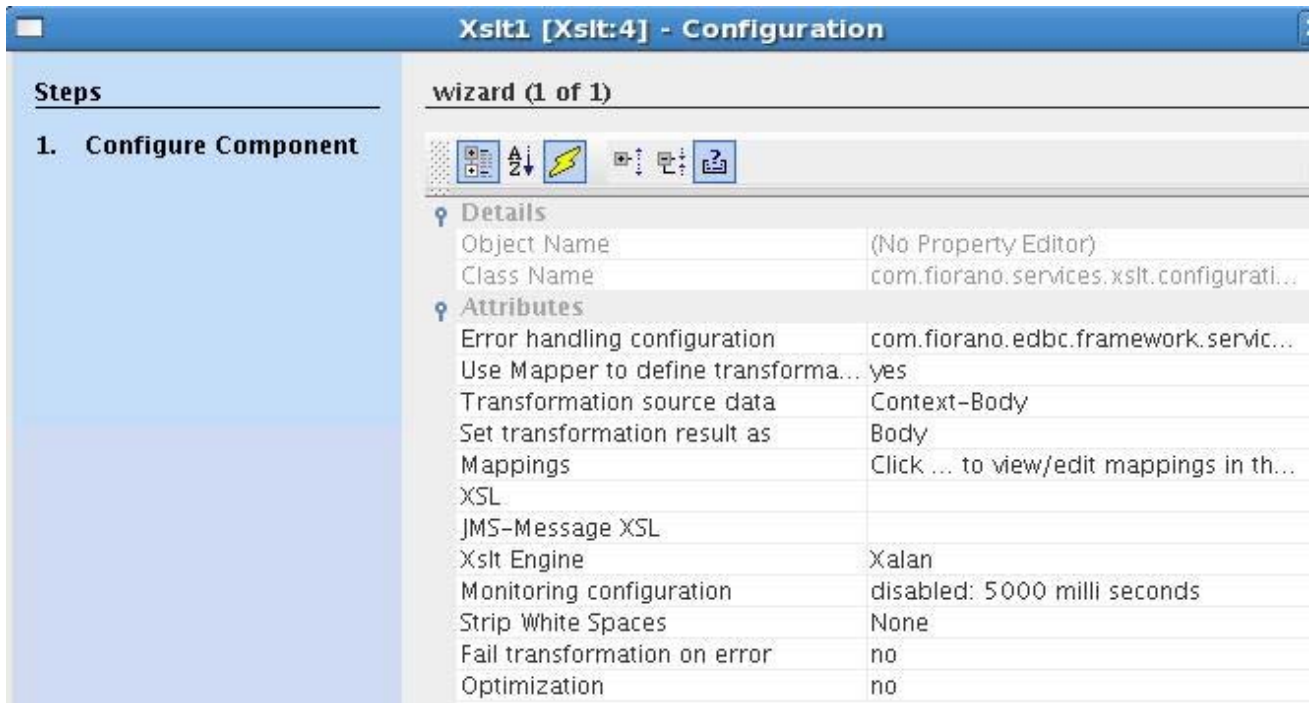 Xslt1 [Xslt:4] - Configuration
Steps
1. Configure Component
wizard (1 of 1)
Details
Object Name (No Property Editor)
Class Name com.fiorano.services.xslt.configurati...
Attributes
Error handling configuration com.fiorano.edbc.framework.servic...
Use Mapper to define transforma... yes
Transformation source data Context-Body
Set transformation result as Body
Mappings Click ... to view/edit mappings in th...
XSL
JMS-Message XSL
Xslt Engine Xalan
Monitoring configuration disabled: 5000 milli seconds
Strip White Spaces None
Fail transformation on error no
Optimization no